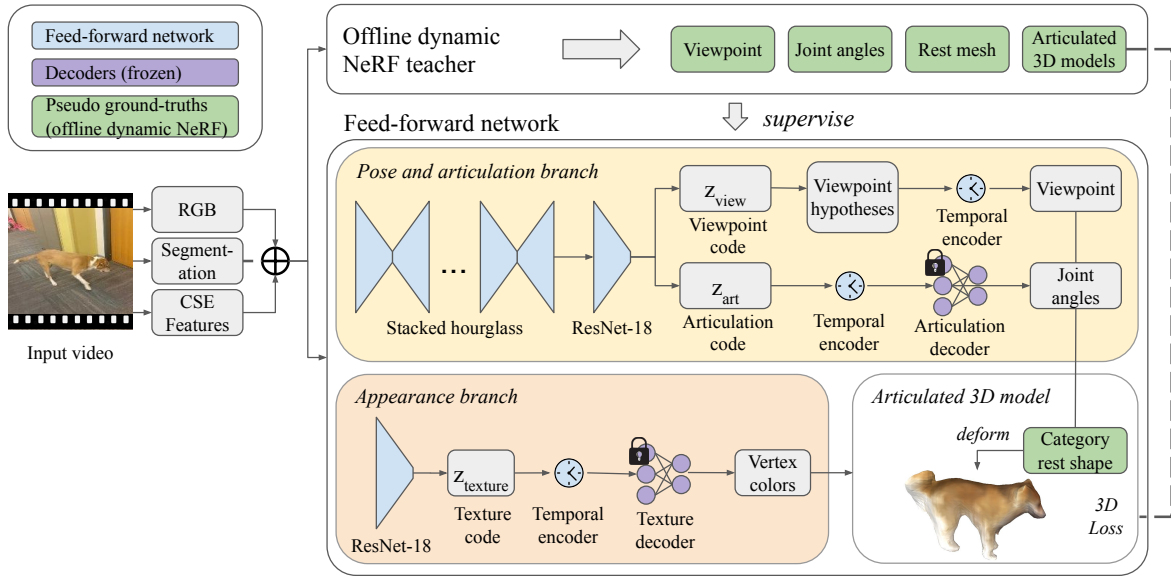 Feed-forward network
Decoders (frozen)
Pseudo ground-truths
(offline dynamic NeRF)
Offline dynamic
NeRF teacher
Viewpoint
Joint angles
Rest mesh
Articulated
3D models
Feed-forward network
supervise
Input video
RGB
Segment-
ation
CSE
Features
Pose and articulation branch
...
Stacked hourglass
ResNet-18
z_view
Viewpoint
code
Viewpoint
hypotheses
Temporal
encoder
Viewpoint
z_art
Articulation
code
Temporal
encoder
Articulation
decoder
Joint
angles
Appearance branch
ResNet-18
z_texture
Texture
code
Temporal
encoder
Texture
decoder
Vertex
colors
Articulated 3D model
deform
Category
rest shape
3D
Loss